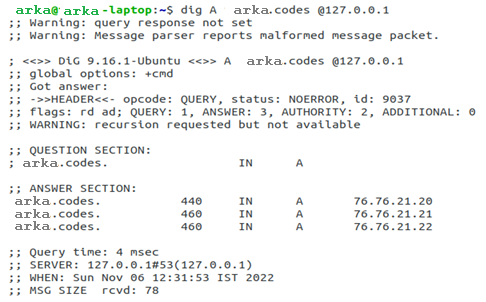 arka@arka-laptop:~$ dig A arka.codes @127.0.0.1
;; Warning: query response not set
;; Warning: Message parser reports malformed message packet.
; <<>> DiG 9.16.1-Ubuntu <<>> A arka.codes @127.0.0.1
;; global options: +cmd
;; Got answer:
;; ->>HEADER<<- opcode: QUERY, status: NOERROR, id: 9037
;; flags: rd ad; QUERY: 1, ANSWER: 3, AUTHORITY: 2, ADDITIONAL: 0
;; WARNING: recursion requested but not available
;; QUESTION SECTION:
; arka.codes. IN A
;; ANSWER SECTION:
arka.codes. 440 IN A 76.76.21.20
arka.codes. 460 IN A 76.76.21.21
arka.codes. 460 IN A 76.76.21.22
;; Query time: 4 msec
;; SERVER: 127.0.0.1#53(127.0.0.1)
;; WHEN: Sun Nov 06 12:31:53 IST 2022
;; MSG SIZE rcvd: 78